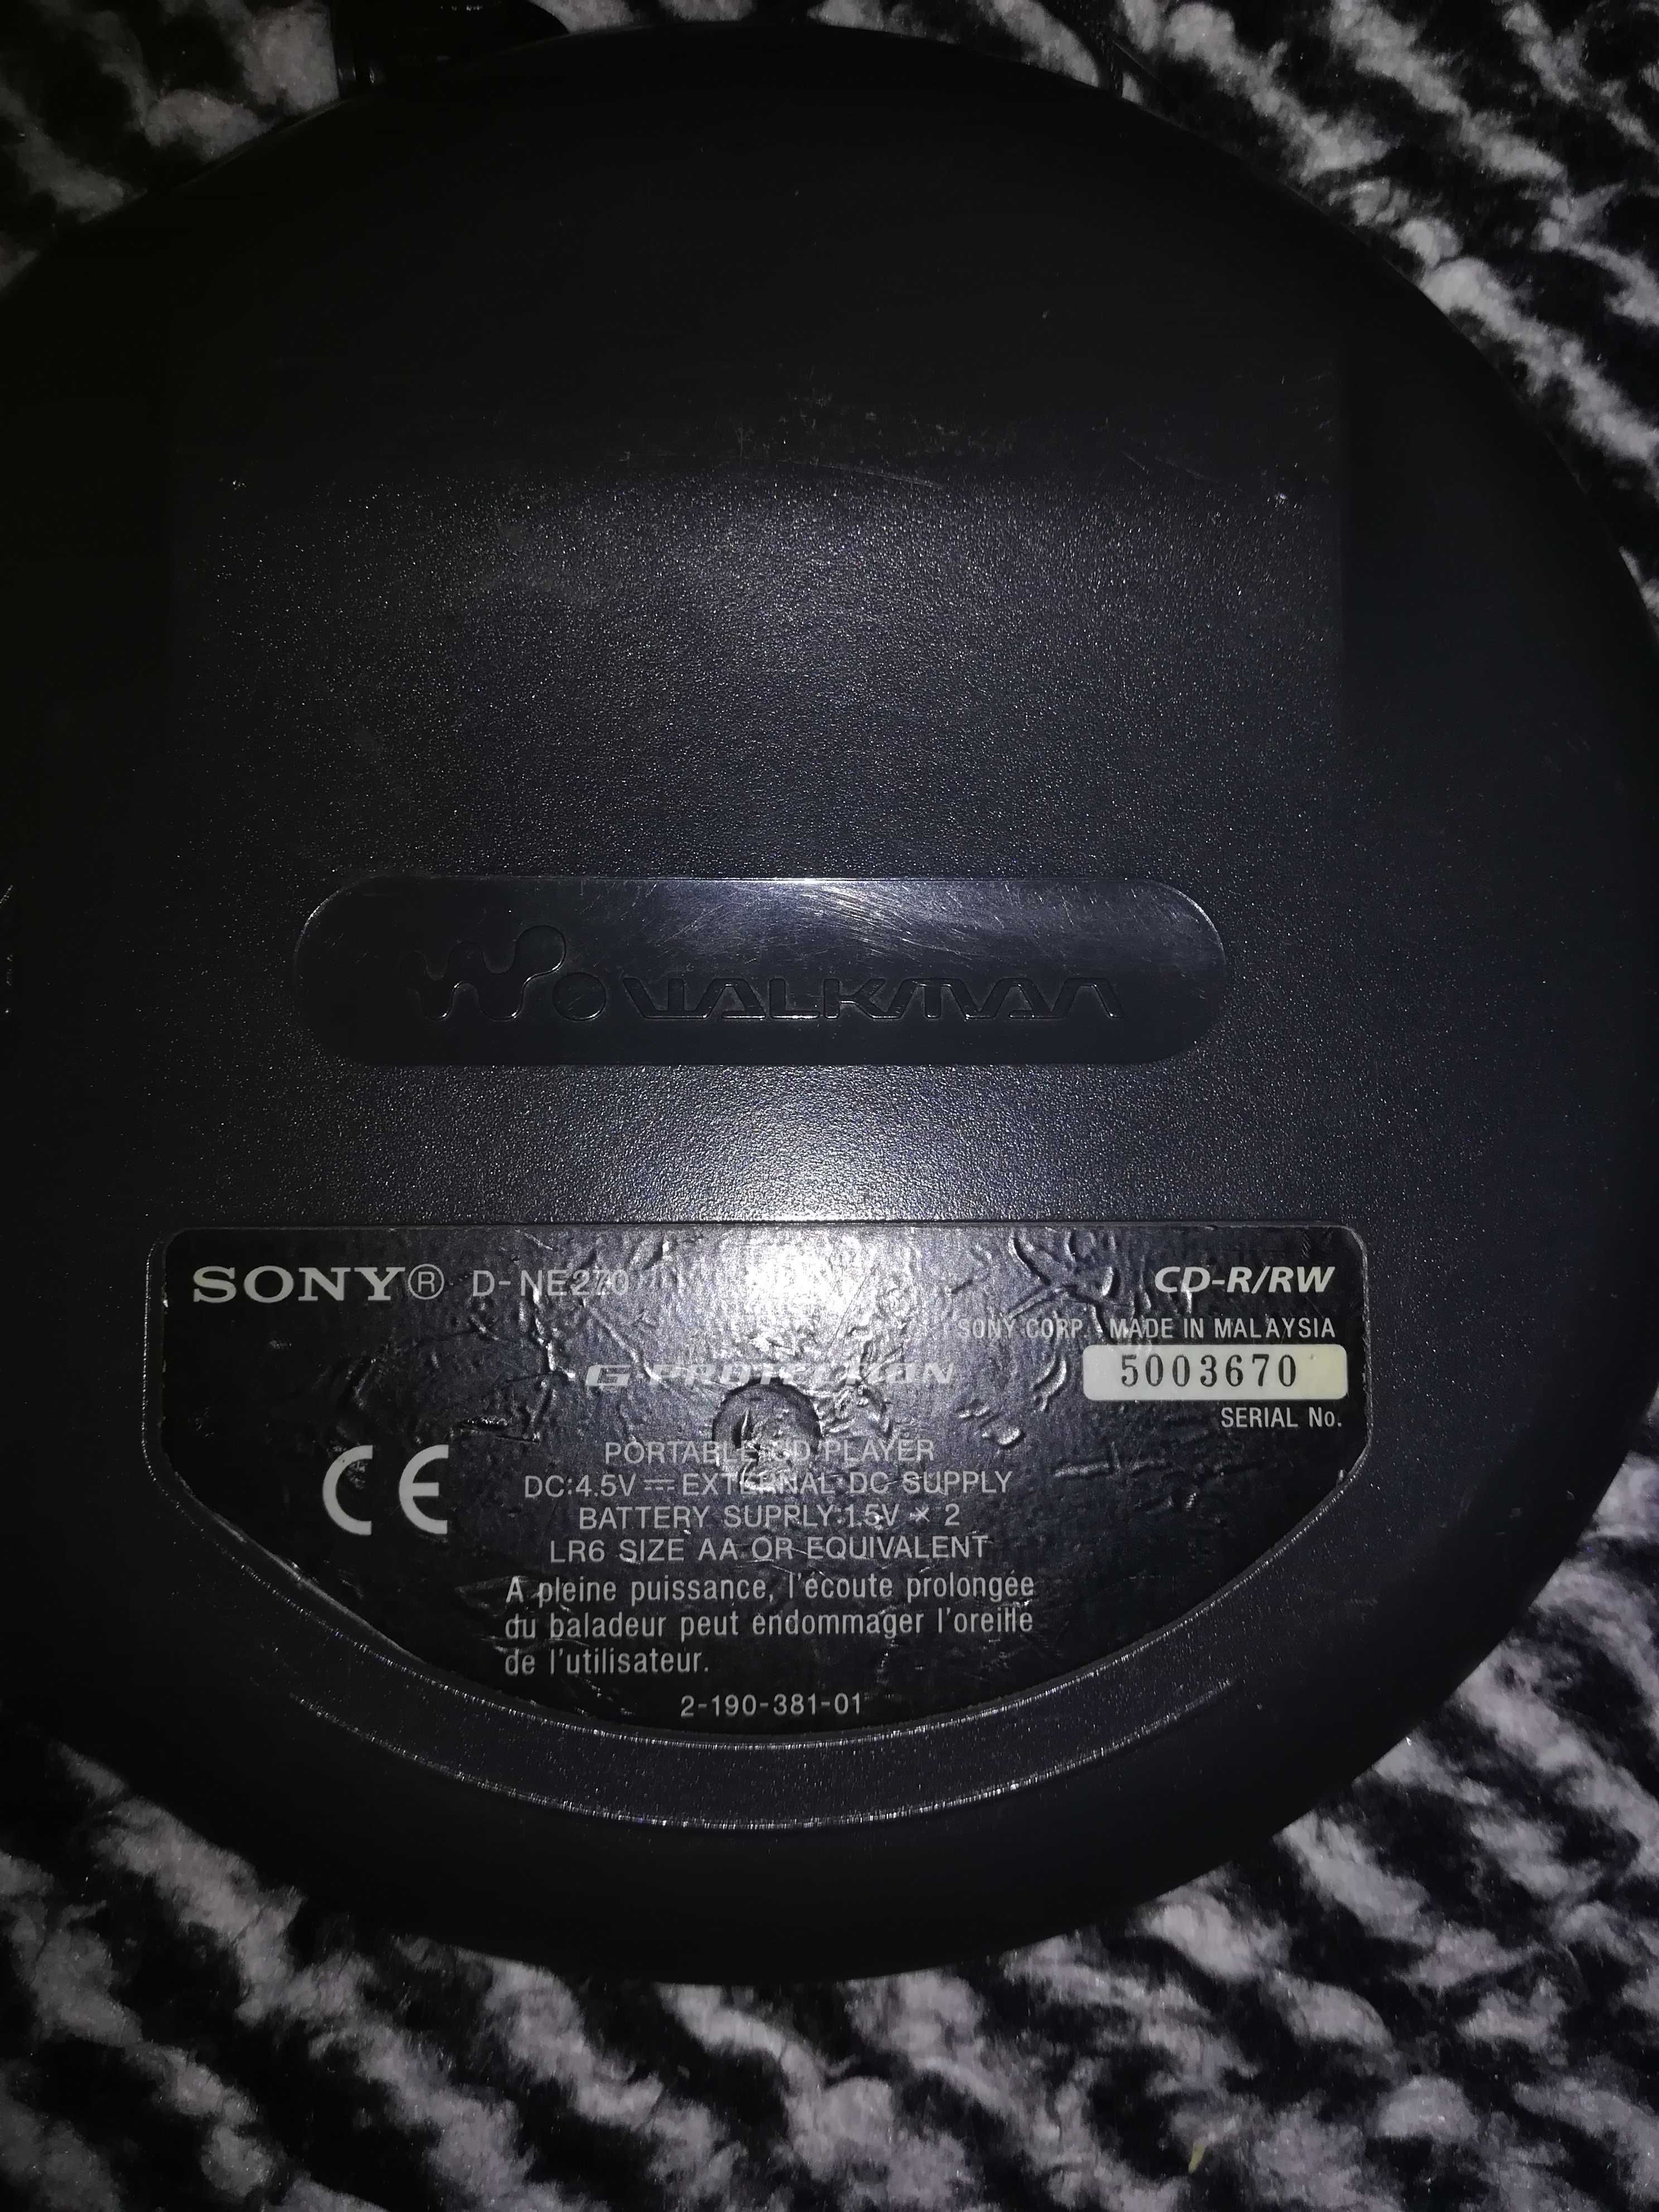 WALKMAN
SONY® D-NE270 CD-R/RW
SONY CORP. MADE IN MALAYSIA
G-PROTECTION
5003670
SERIAL No.
CE
PORTABLE CD PLAYER
DC:4.5V ⎓ EXTERNAL DC SUPPLY
BATTERY SUPPLY:1.5V × 2
LR6 SIZE AA OR EQUIVALENT
A pleine puissance, l'écoute prolongée
du baladeur peut endommager l'oreille
de l'utilisateur.
2-190-381-01